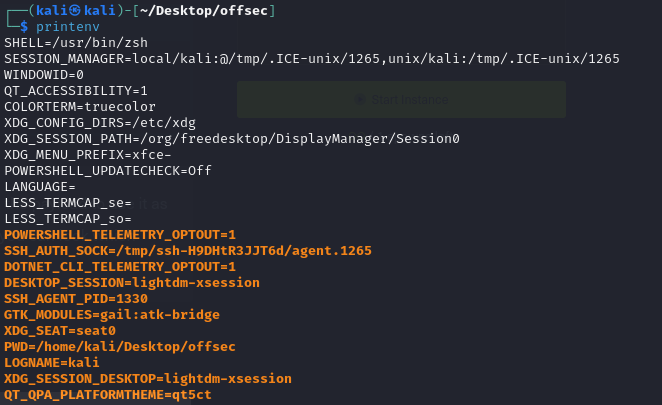 ┌──(kali㉿kali)-[~/Desktop/offsec]
└─$ printenv
SHELL=/usr/bin/zsh
SESSION_MANAGER=local/kali:@/tmp/.ICE-unix/1265,unix/kali:/tmp/.ICE-unix/1265
WINDOWID=0
QT_ACCESSIBILITY=1
COLORTERM=truecolor
XDG_CONFIG_DIRS=/etc/xdg
XDG_SESSION_PATH=/org/freedesktop/DisplayManager/Session0
XDG_MENU_PREFIX=xfce-
POWERSHELL_UPDATECHECK=Off
LANGUAGE=
LESS_TERMCAP_se=
LESS_TERMCAP_so=
POWERSHELL_TELEMETRY_OPTOUT=1
SSH_AUTH_SOCK=/tmp/ssh-H9DHtR3JJT6d/agent.1265
DOTNET_CLI_TELEMETRY_OPTOUT=1
DESKTOP_SESSION=lightdm-xsession
SSH_AGENT_PID=1330
GTK_MODULES=gail:atk-bridge
XDG_SEAT=seat0
PWD=/home/kali/Desktop/offsec
LOGNAME=kali
XDG_SESSION_DESKTOP=lightdm-xsession
QT_QPA_PLATFORMTHEME=qt5ct
Start Instance